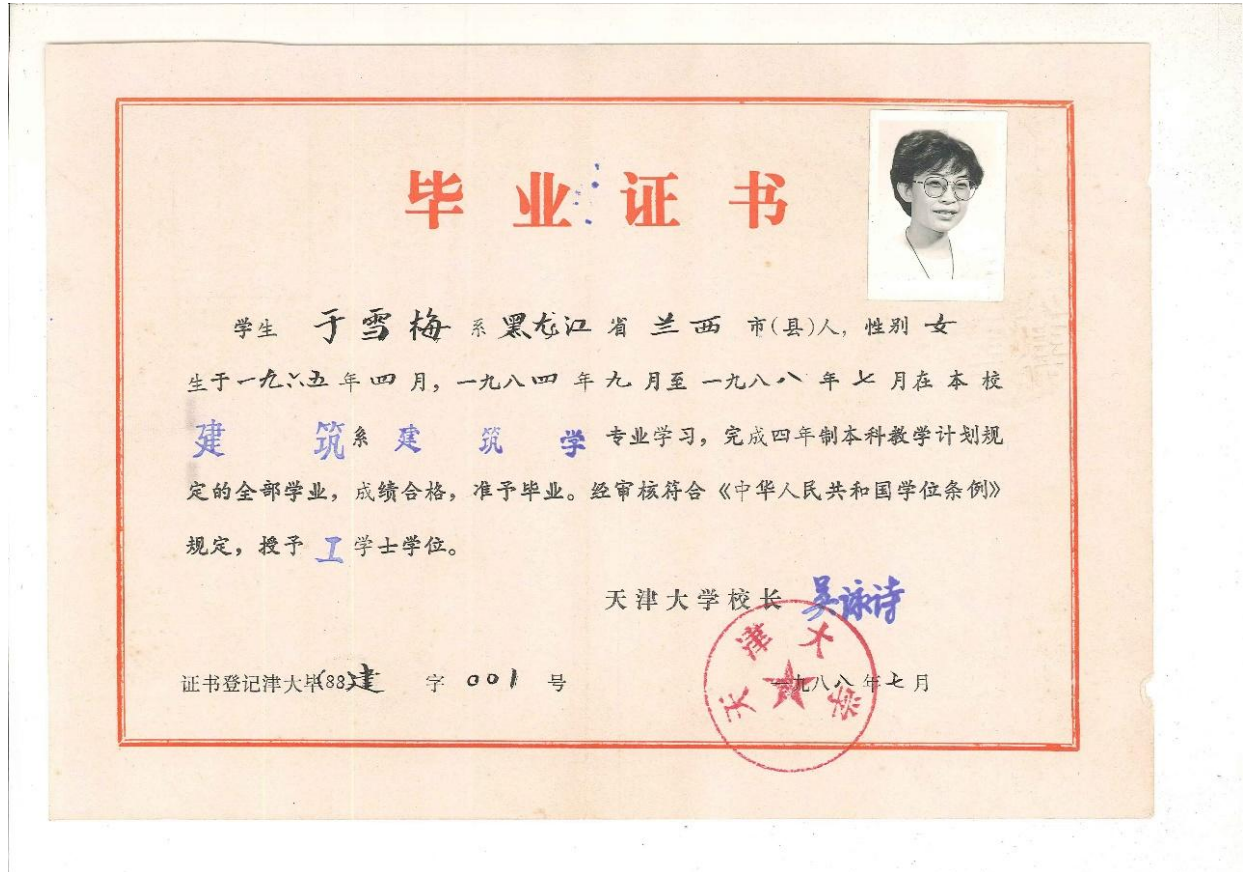 毕业证书
学生 于雪梅 系 黑龙江 省 兰西 市(县)人, 性别 女
生于一九六五年四月, 一九八四年九月至一九八八年七月在本校
建筑系建筑学专业学习, 完成四年制本科教学计划规
定的全部学业, 成绩合格, 准予毕业。经审核符合《中华人民共和国学位条例》
规定, 授予 工 学士学位。
天津大学校长 吴咏诗
天津大学
证书登记津大毕(88)建 字 001 号 一九八八年七月